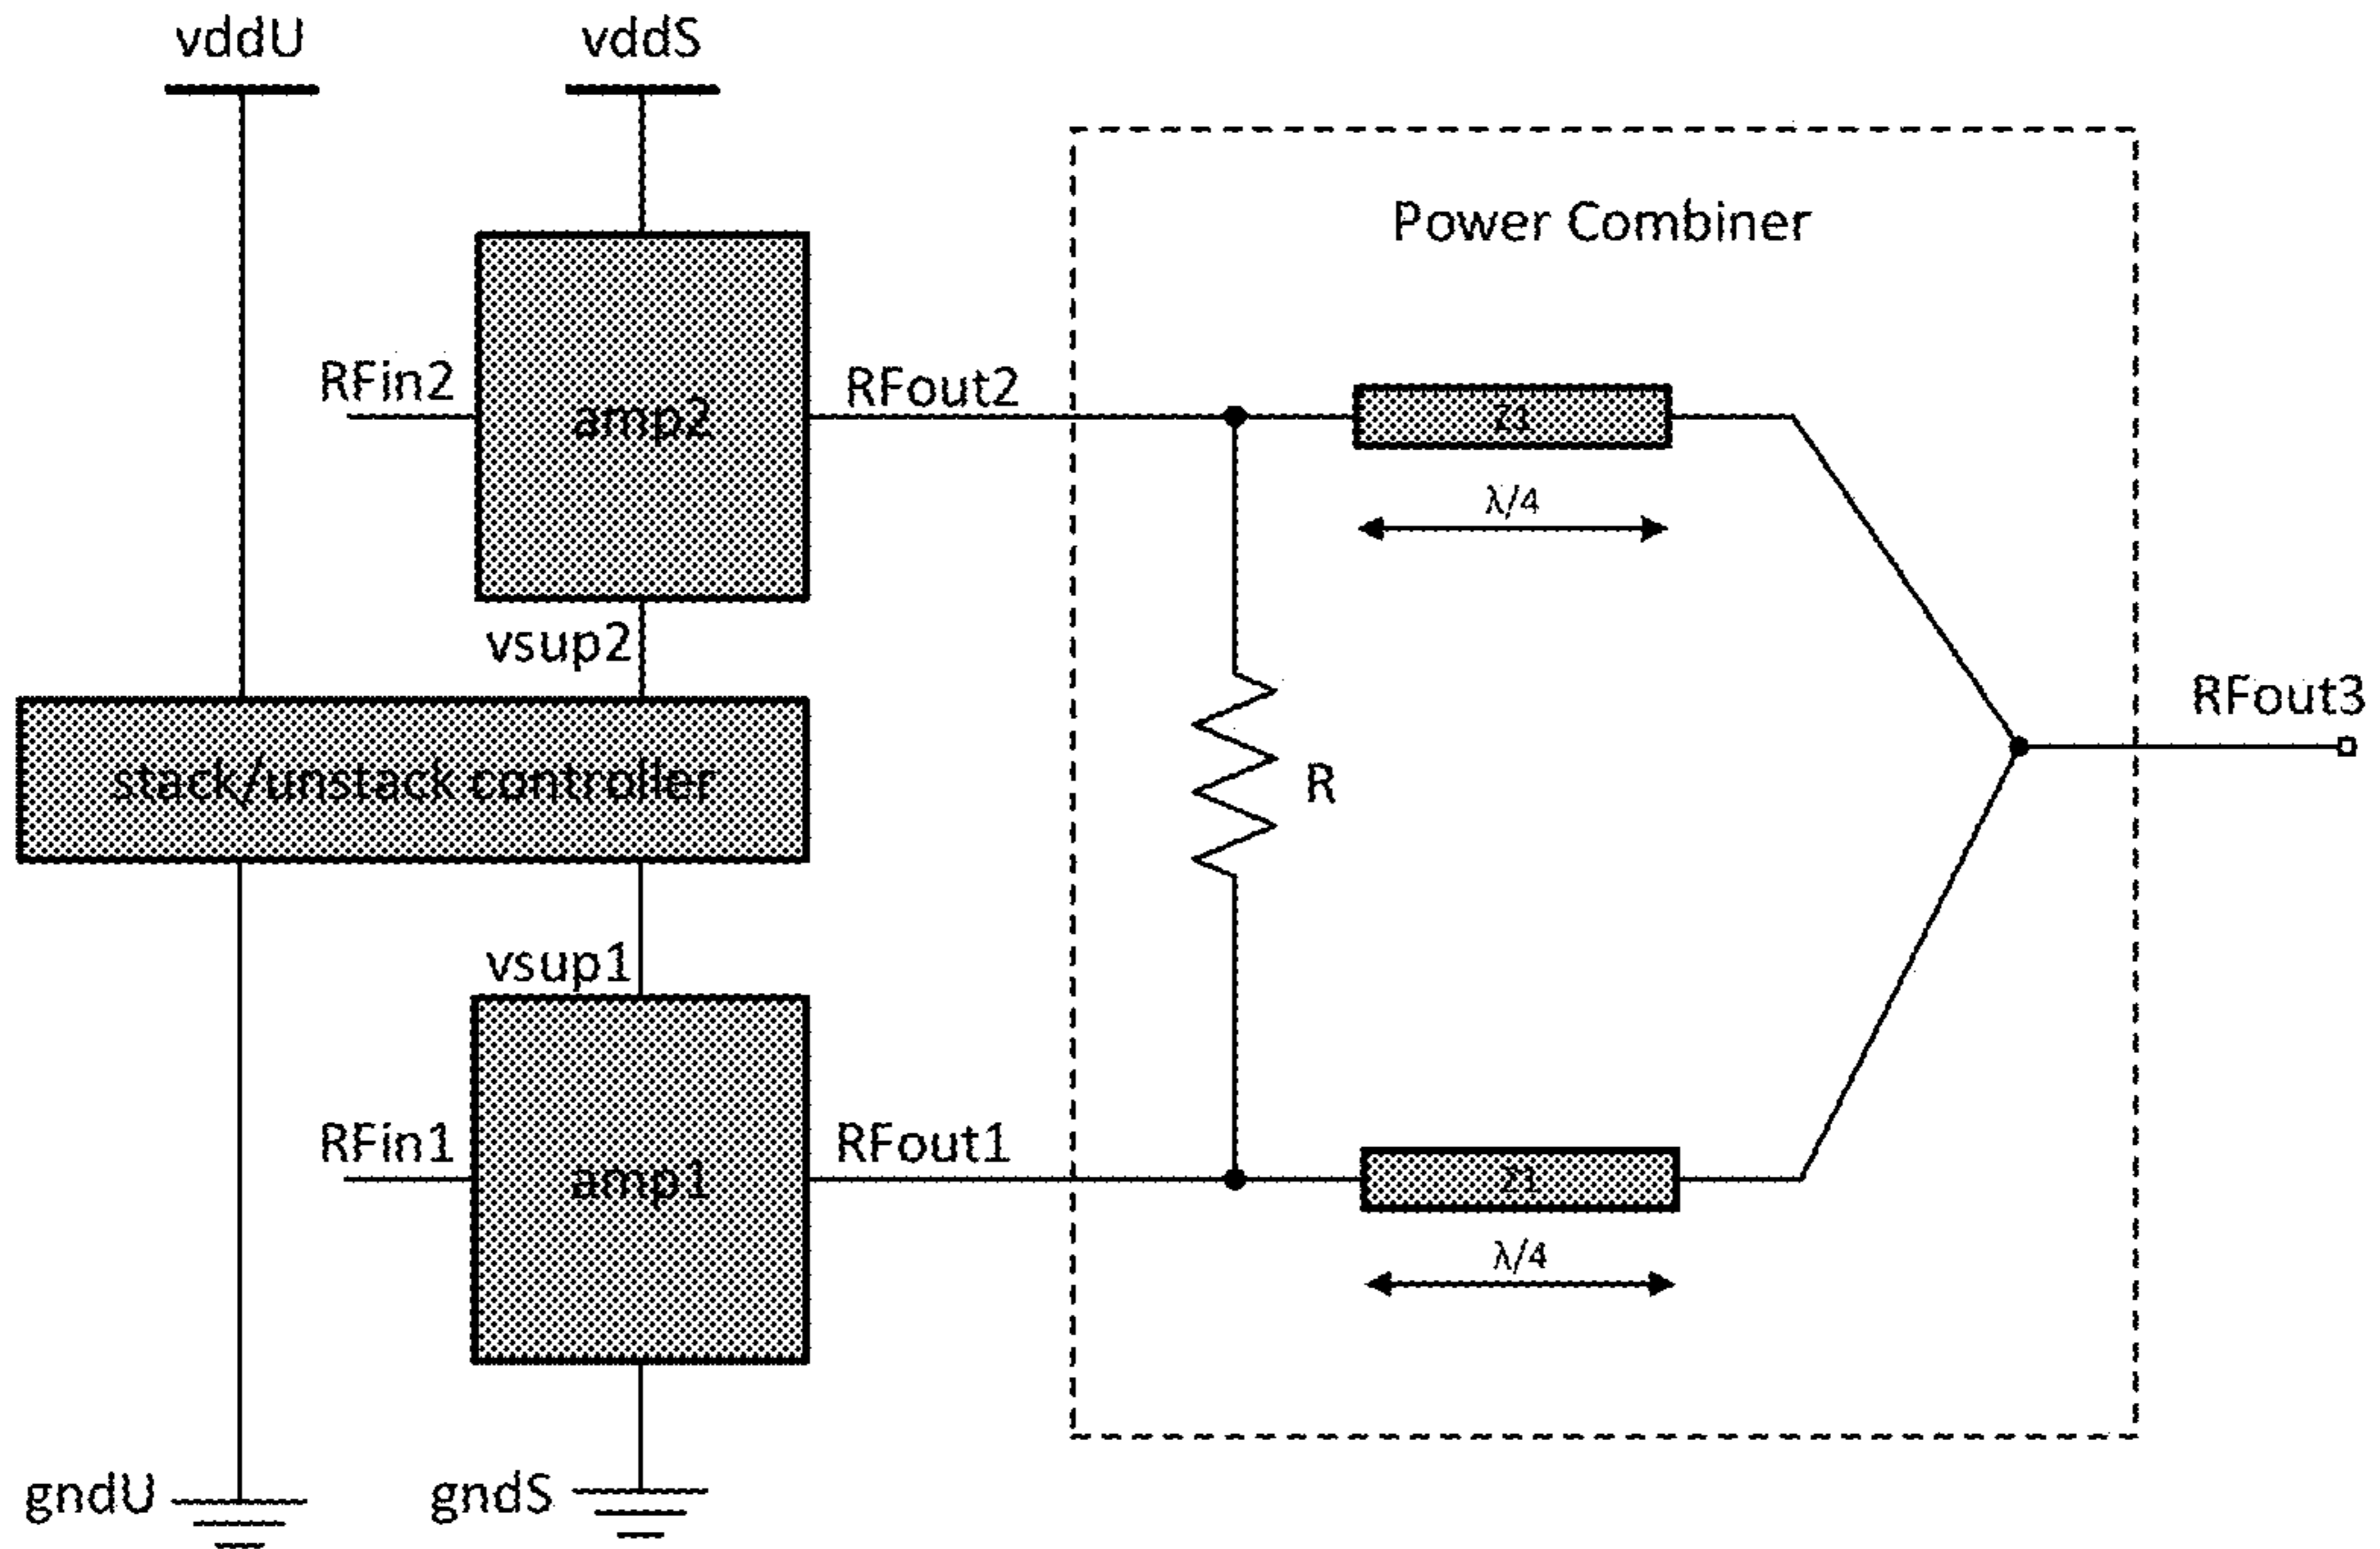 vddU
vddS
Power Combiner
RFin2
amp2
RFout2
Z1
λ/4
vsup2
stack/unstack controller
R
RFout3
vsup1
RFin1
amp1
RFout1
Z1
λ/4
gndU
gndS